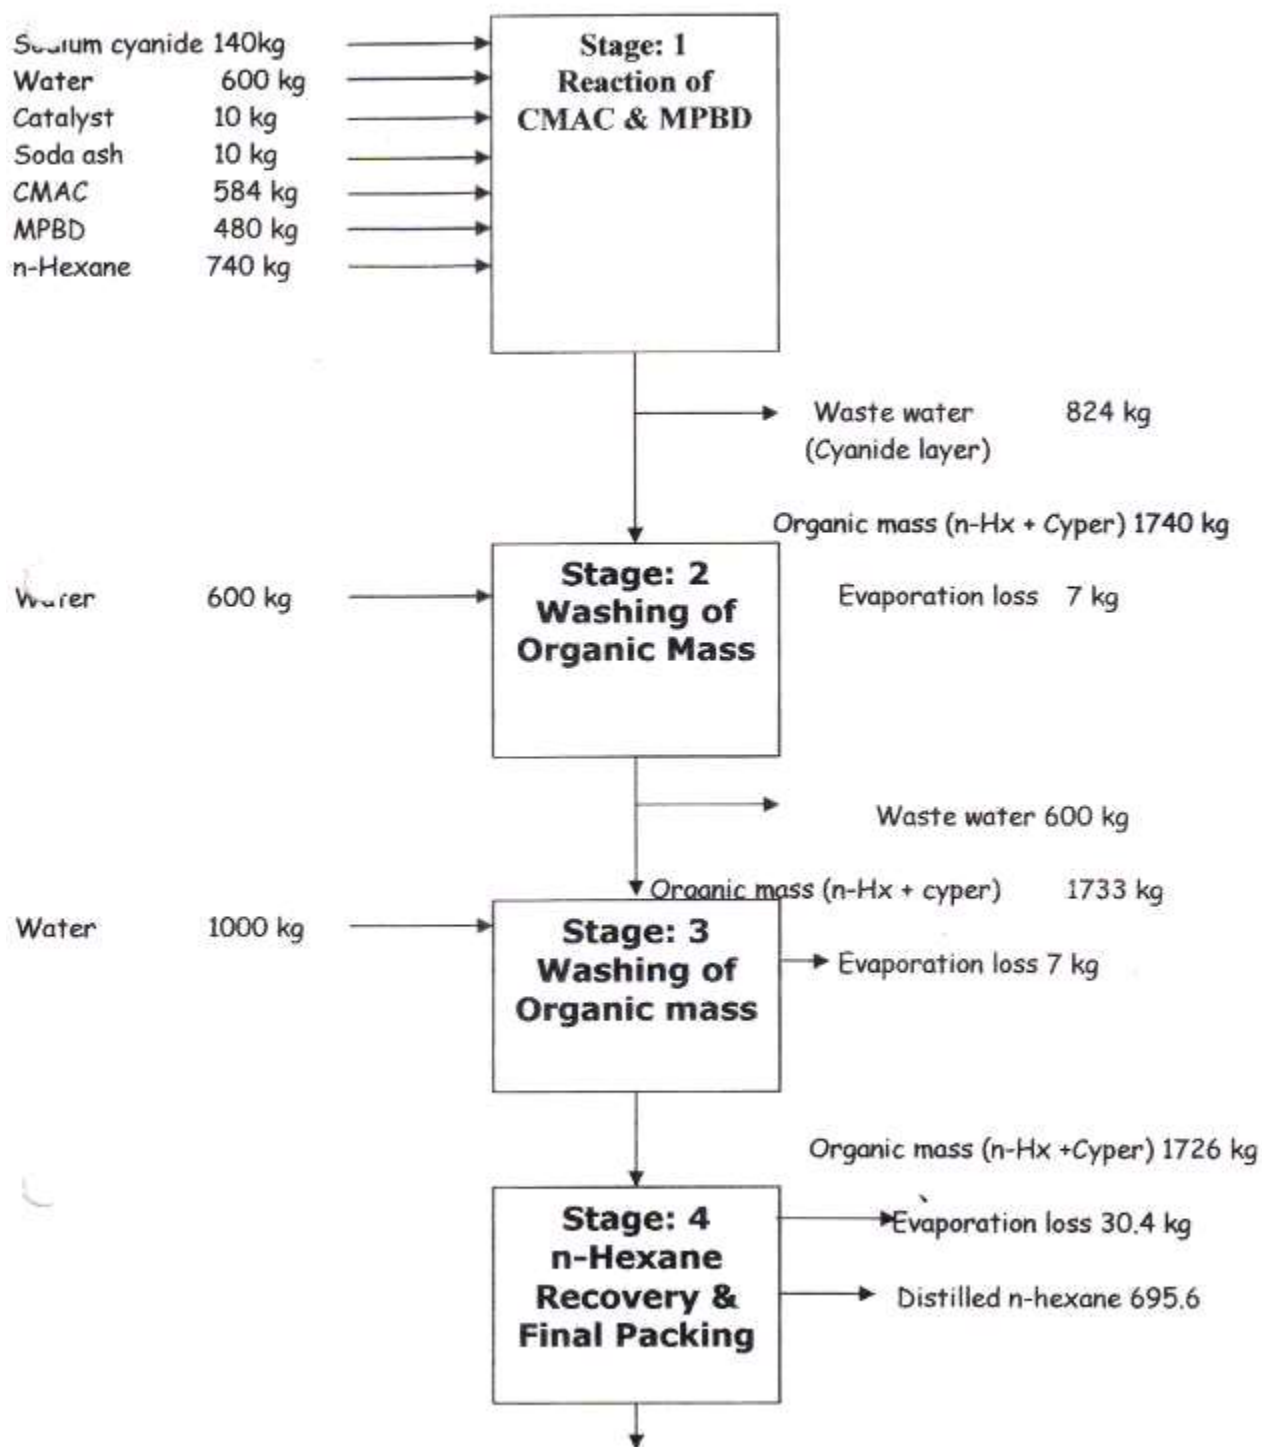 Sodium cyanide 140kg
Water 600 kg
Catalyst 10 kg
Soda ash 10 kg
CMAC 584 kg
MPBD 480 kg
n-Hexane 740 kg
Stage: 1
Reaction of
CMAC & MPBD
Waste water 824 kg
(Cyanide layer)
Organic mass (n-Hx + Cyper) 1740 kg
Water 600 kg
Stage: 2
Washing of
Organic Mass
Evaporation loss 7 kg
Waste water 600 kg
Organic mass (n-Hx + cyper) 1733 kg
Water 1000 kg
Stage: 3
Washing of
Organic mass
Evaporation loss 7 kg
Organic mass (n-Hx +Cyper) 1726 kg
Stage: 4
n-Hexane
Recovery &
Final Packing
Evaporation loss 30.4 kg
Distilled n-hexane 695.6